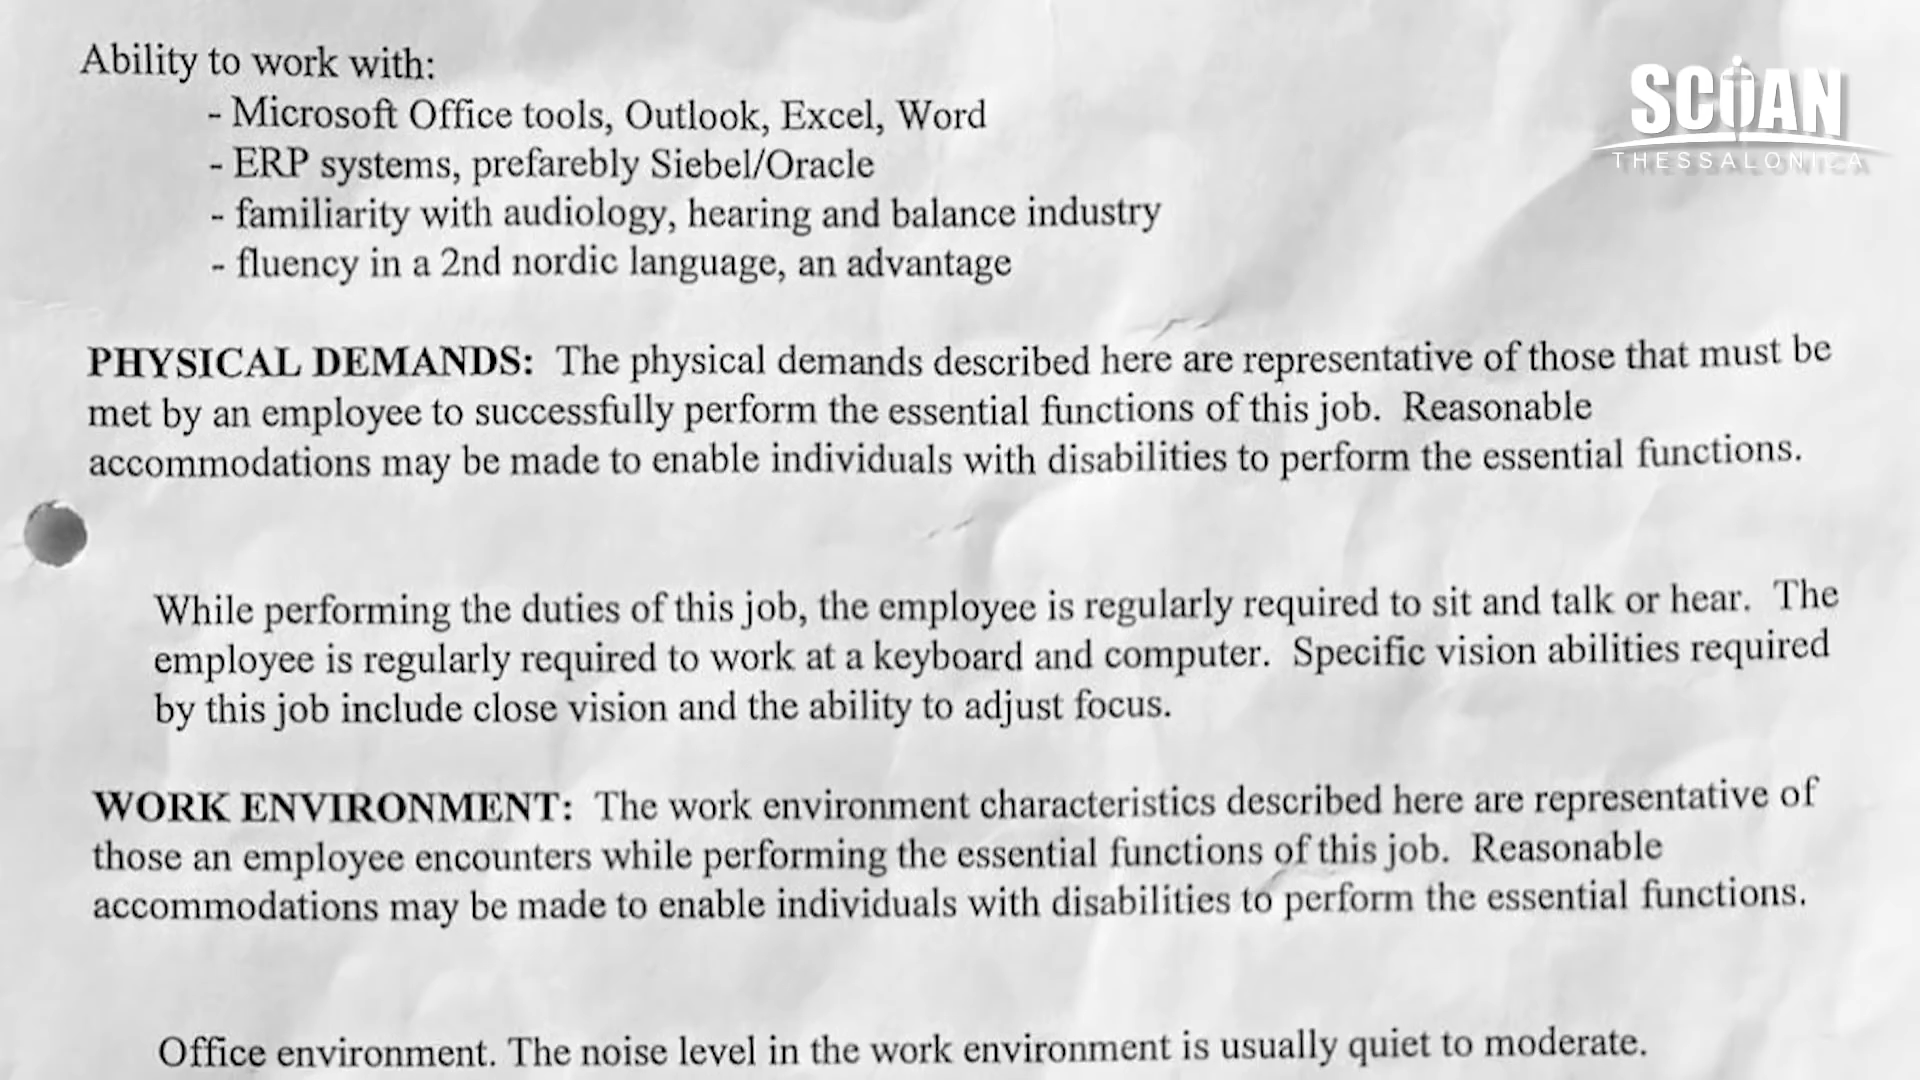 Ability to work with:
- Microsoft Office tools, Outlook, Excel, Word
- ERP systems, prefarebly Siebel/Oracle
- familiarity with audiology, hearing and balance industry
- fluency in a 2nd nordic language, an advantage
SCOAN
THESSALONICA
PHYSICAL DEMANDS: The physical demands described here are representative of those that must be
met by an employee to successfully perform the essential functions of this job. Reasonable
accommodations may be made to enable individuals with disabilities to perform the essential functions.
While performing the duties of this job, the employee is regularly required to sit and talk or hear. The
employee is regularly required to work at a keyboard and computer. Specific vision abilities required
by this job include close vision and the ability to adjust focus.
WORK ENVIRONMENT: The work environment characteristics described here are representative of
those an employee encounters while performing the essential functions of this job. Reasonable
accommodations may be made to enable individuals with disabilities to perform the essential functions.
Office environment. The noise level in the work environment is usually quiet to moderate.